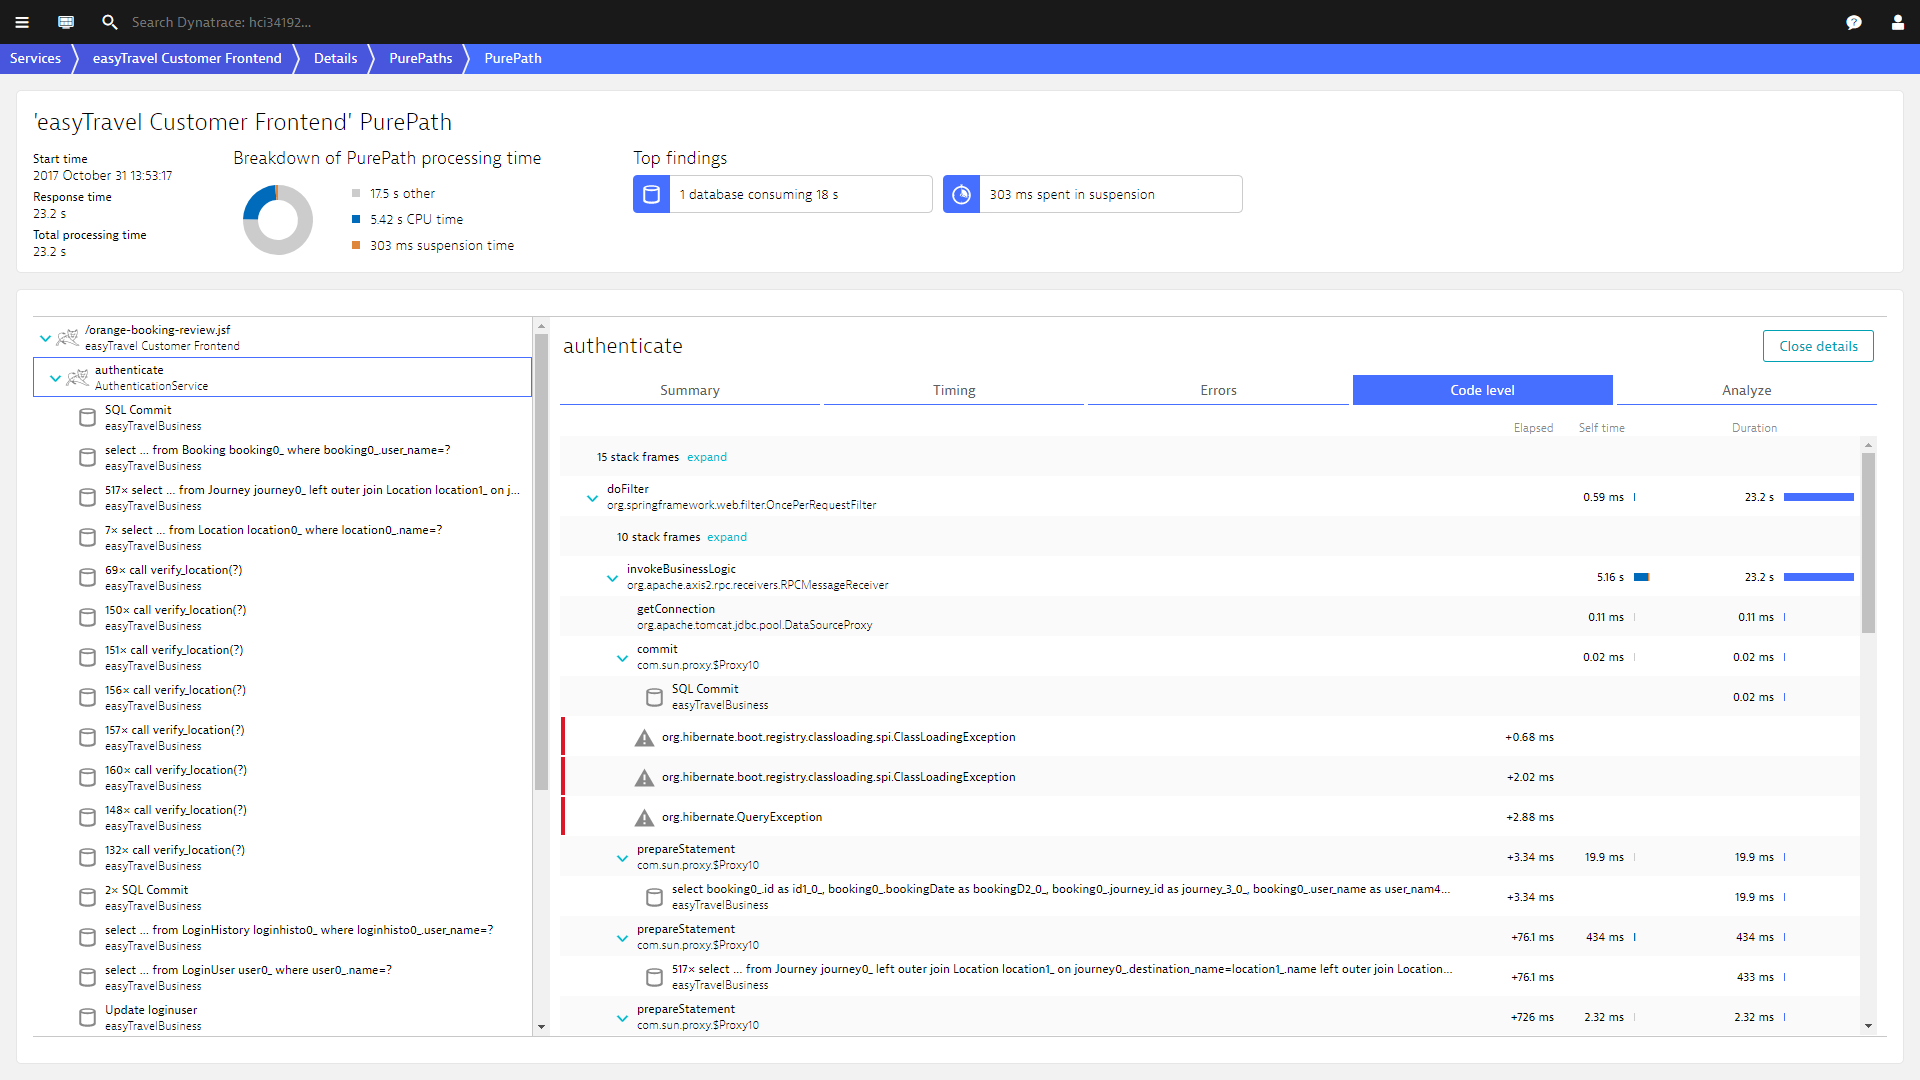 Search Dynatrace: hci34192...
Services
easyTravel Customer Frontend
Details
PurePaths
PurePath
'easyTravel Customer Frontend' PurePath
Start time
2017 October 31 13:53:17
Response time
23.2 s
Total processing time
23.2 s
Breakdown of PurePath processing time
17.5 s other
5.42 s CPU time
303 ms suspension time
Top findings
1 database consuming 18 s
303 ms spent in suspension
/orange-booking-review.jsf
easyTravel Customer Frontend
authenticate
AuthenticationService
SQL Commit
easyTravelBusiness
select ... from Booking booking0_ where booking0_.user_name=?
easyTravelBusiness
517× select ... from Journey journey0_ left outer join Location location1_ on j...
easyTravelBusiness
7× select ... from Location location0_ where location0_.name=?
easyTravelBusiness
69× call verify_location(?)
easyTravelBusiness
150× call verify_location(?)
easyTravelBusiness
151× call verify_location(?)
easyTravelBusiness
156× call verify_location(?)
easyTravelBusiness
157× call verify_location(?)
easyTravelBusiness
160× call verify_location(?)
easyTravelBusiness
148× call verify_location(?)
easyTravelBusiness
132× call verify_location(?)
easyTravelBusiness
2× SQL Commit
easyTravelBusiness
select ... from LoginHistory loginhisto0_ where loginhisto0_.user_name=?
easyTravelBusiness
select ... from LoginUser user0_ where user0_.name=?
easyTravelBusiness
Update loginuser
easyTravelBusiness
authenticate
Close details
Summary
Timing
Errors
Code level
Analyze
Elapsed Self time Duration
15 stack frames expand
doFilter
org.springframework.web.filter.OncePerRequestFilter
0.59 ms 23.2 s
10 stack frames expand
invokeBusinessLogic
org.apache.axis2.rpc.receivers.RPCMessageReceiver
5.16 s 23.2 s
getConnection
org.apache.tomcat.jdbc.pool.DataSourceProxy
0.11 ms 0.11 ms
commit
com.sun.proxy.$Proxy10
0.02 ms 0.02 ms
SQL Commit
easyTravelBusiness
0.02 ms
org.hibernate.boot.registry.classloading.spi.ClassLoadingException +0.68 ms
org.hibernate.boot.registry.classloading.spi.ClassLoadingException +2.02 ms
org.hibernate.QueryException +2.88 ms
prepareStatement
com.sun.proxy.$Proxy10
+3.34 ms 19.9 ms 19.9 ms
select booking0_.id as id1_0_, booking0_.bookingDate as bookingD2_0_, booking0_.journey_id as journey_3_0_, booking0_.user_name as user_nam4...
easyTravelBusiness
+3.34 ms 19.9 ms
prepareStatement
com.sun.proxy.$Proxy10
+76.1 ms 434 ms 434 ms
517× select ... from Journey journey0_ left outer join Location location1_ on journey0_.destination_name=location1_.name left outer join Location...
easyTravelBusiness
+76.1 ms 433 ms
prepareStatement
com.sun.proxy.$Proxy10
+726 ms 2.32 ms 2.32 ms